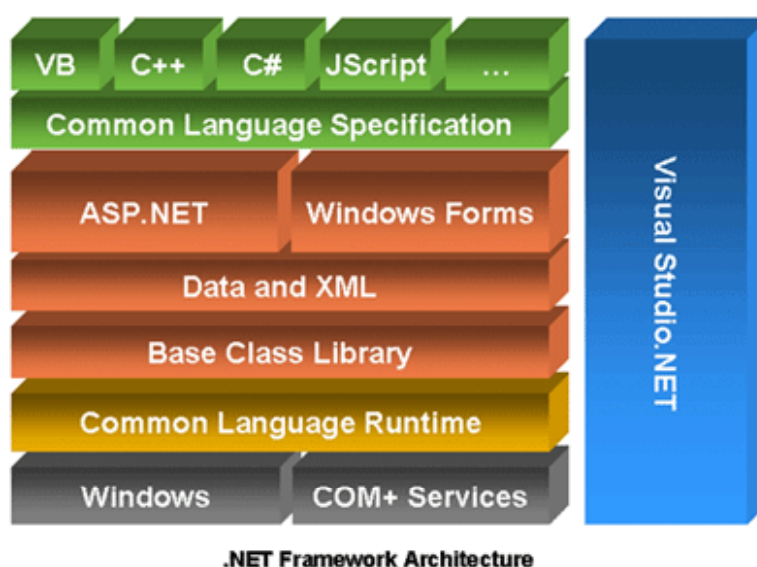 VB C++ C# JScript ...
Common Language Specification
ASP.NET Windows Forms
Data and XML
Base Class Library
Common Language Runtime
Windows COM+ Services
Visual Studio.NET
.NET Framework Architecture